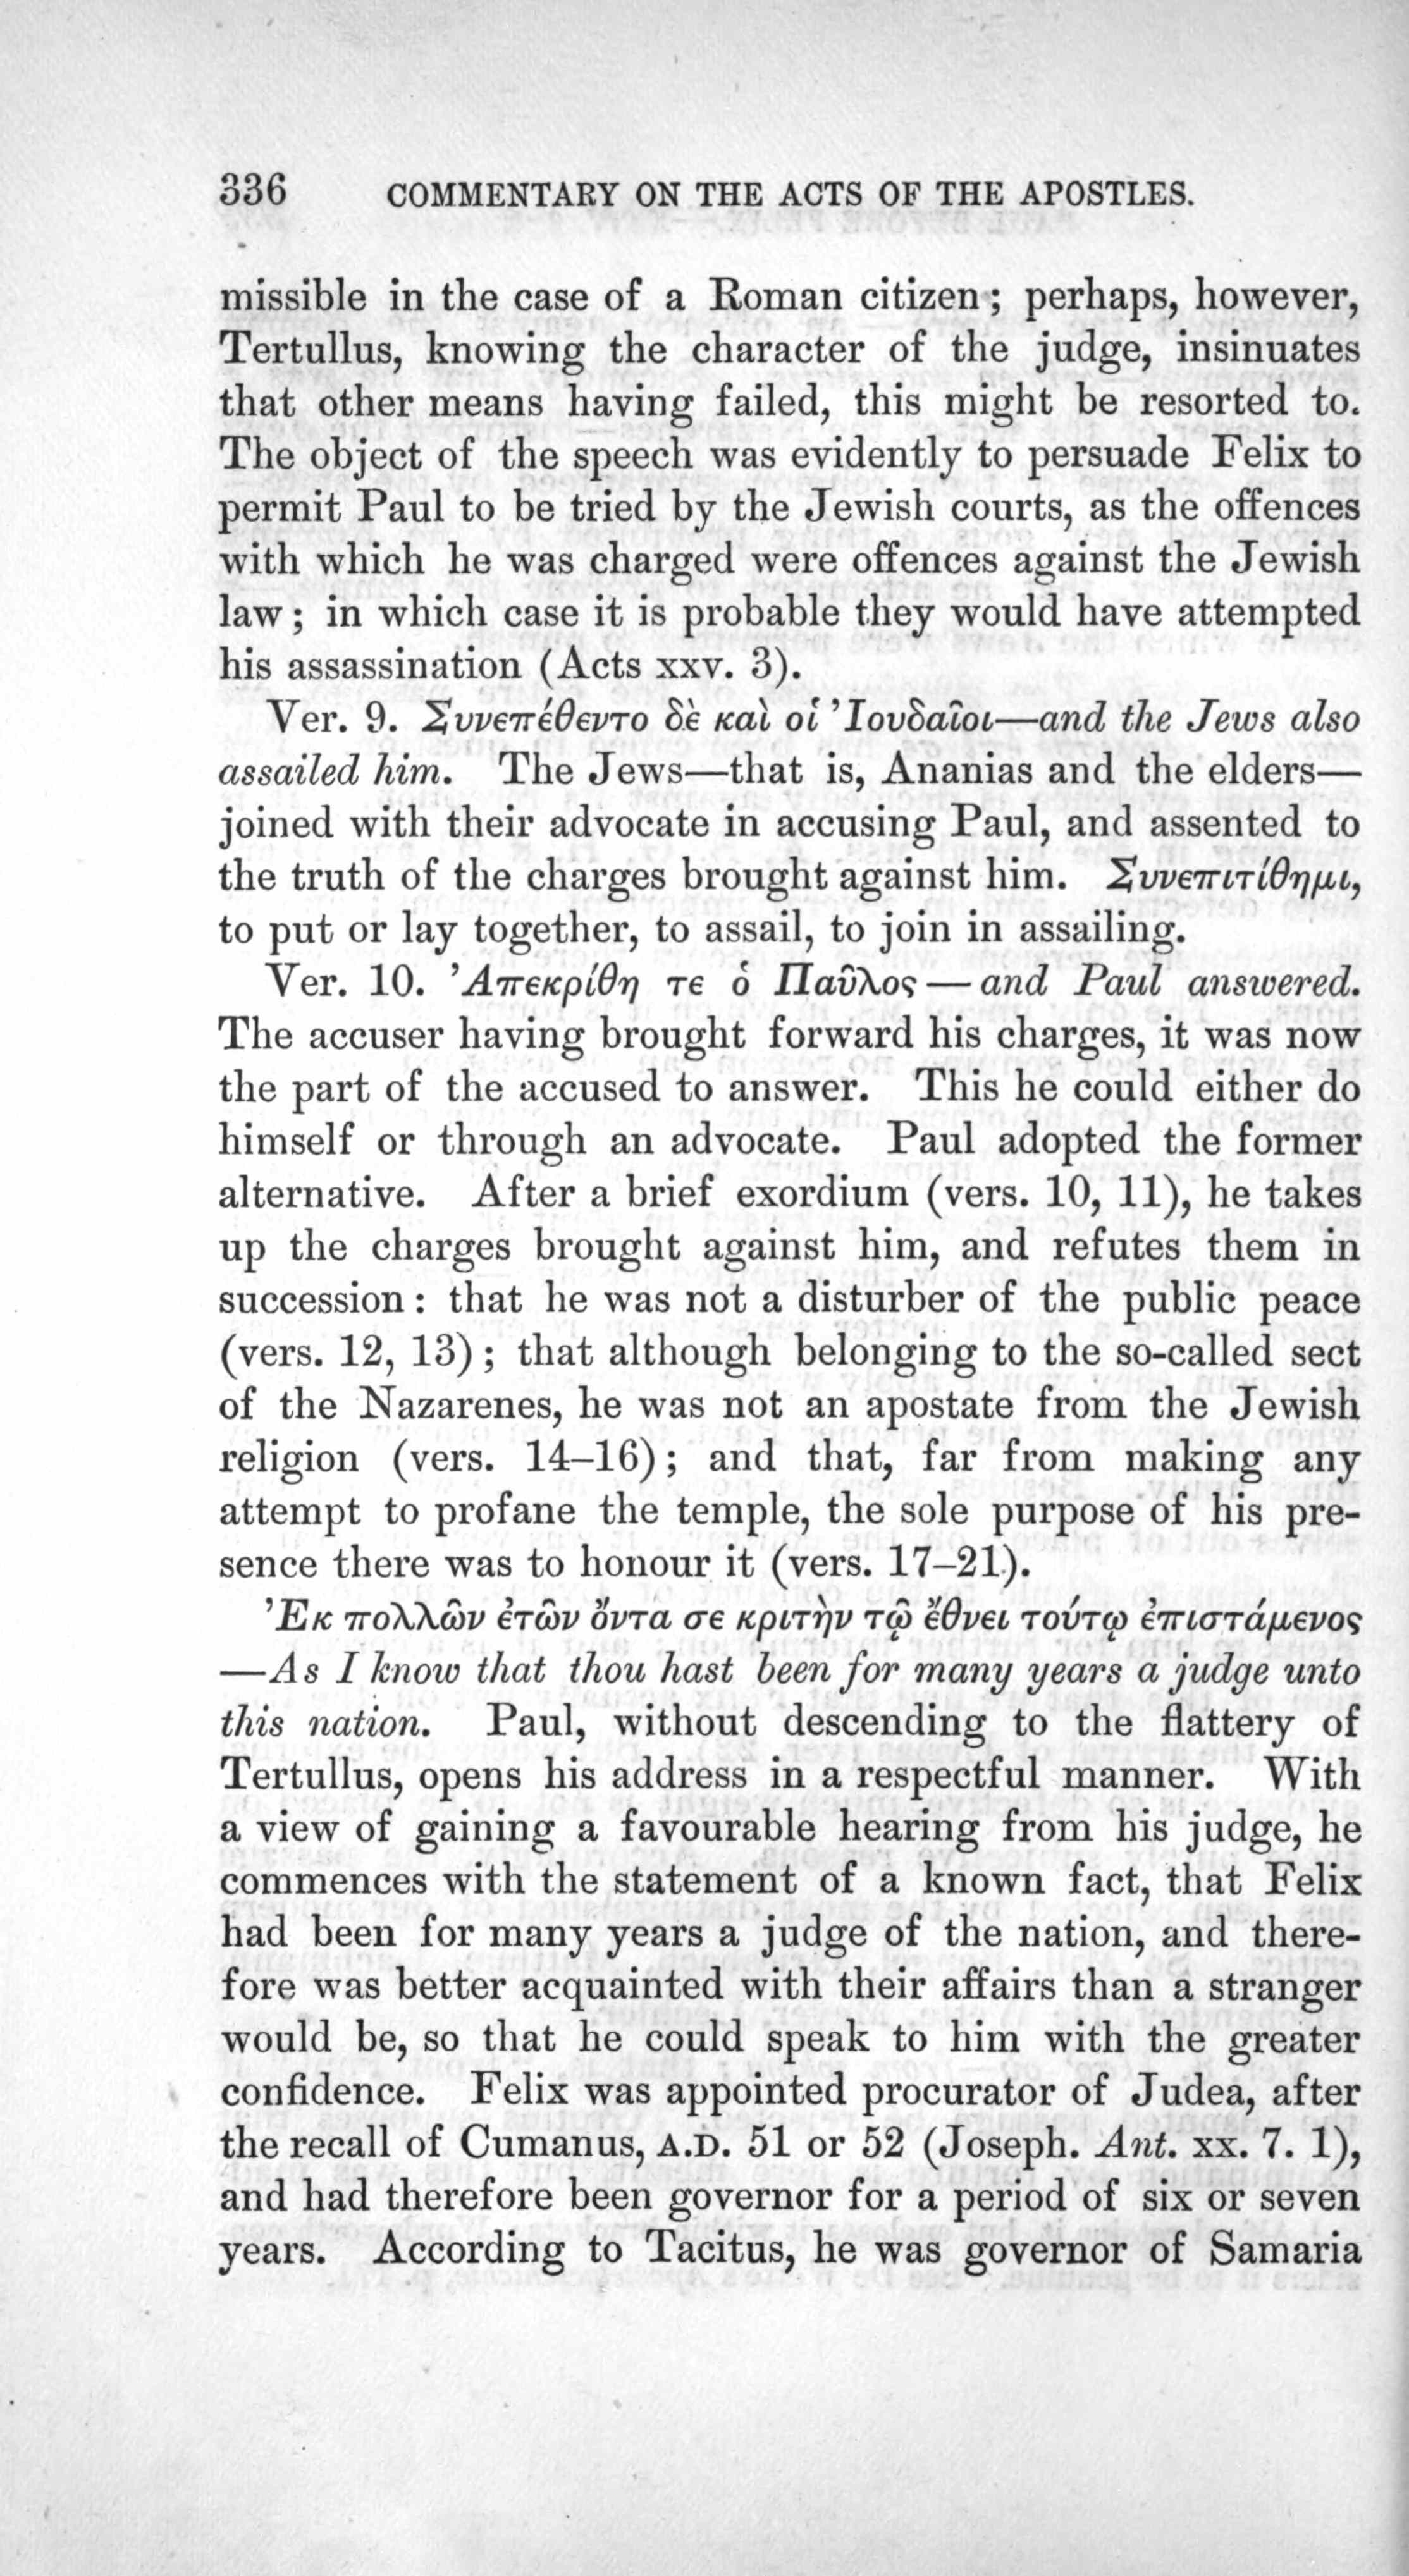 336 COMMENTARY ON THE ACTS OF THE APOSTLES.
missible in the case of a Roman citizen; perhaps, however,
Tertullus, knowing the character of the judge, insinuates
that other means having failed, this might be resorted to.
The object of the speech was evidently to persuade Felix to
permit Paul to be tried by the Jewish courts, as the offences
with which he was charged were offences against the Jewish
law; in which case it is probable they would have attempted
his assassination (Acts xxv. 3).
Ver. 9. Συνεπέθεντο δὲ καὶ οἱ Ἰουδαῖοι—and the Jews also
assailed him. The Jews—that is, Ananias and the elders—
joined with their advocate in accusing Paul, and assented to
the truth of the charges brought against him. Συνεπιτίθημι,
to put or lay together, to assail, to join in assailing.
Ver. 10. Ἀπεκρίθη τε ὁ Παῦλος—and Paul answered.
The accuser having brought forward his charges, it was now
the part of the accused to answer. This he could either do
himself or through an advocate. Paul adopted the former
alternative. After a brief exordium (vers. 10, 11), he takes
up the charges brought against him, and refutes them in
succession: that he was not a disturber of the public peace
(vers. 12, 13); that although belonging to the so-called sect
of the Nazarenes, he was not an apostate from the Jewish
religion (vers. 14–16); and that, far from making any
attempt to profane the temple, the sole purpose of his pre-
sence there was to honour it (vers. 17–21).
Ἐκ πολλῶν ἐτῶν ὄντα σε κριτὴν τῷ ἔθνει τούτῳ ἐπιστάμενος
—As I know that thou hast been for many years a judge unto
this nation. Paul, without descending to the flattery of
Tertullus, opens his address in a respectful manner. With
a view of gaining a favourable hearing from his judge, he
commences with the statement of a known fact, that Felix
had been for many years a judge of the nation, and there-
fore was better acquainted with their affairs than a stranger
would be, so that he could speak to him with the greater
confidence. Felix was appointed procurator of Judea, after
the recall of Cumanus, A.D. 51 or 52 (Joseph. Ant. xx. 7. 1),
and had therefore been governor for a period of six or seven
years. According to Tacitus, he was governor of Samaria